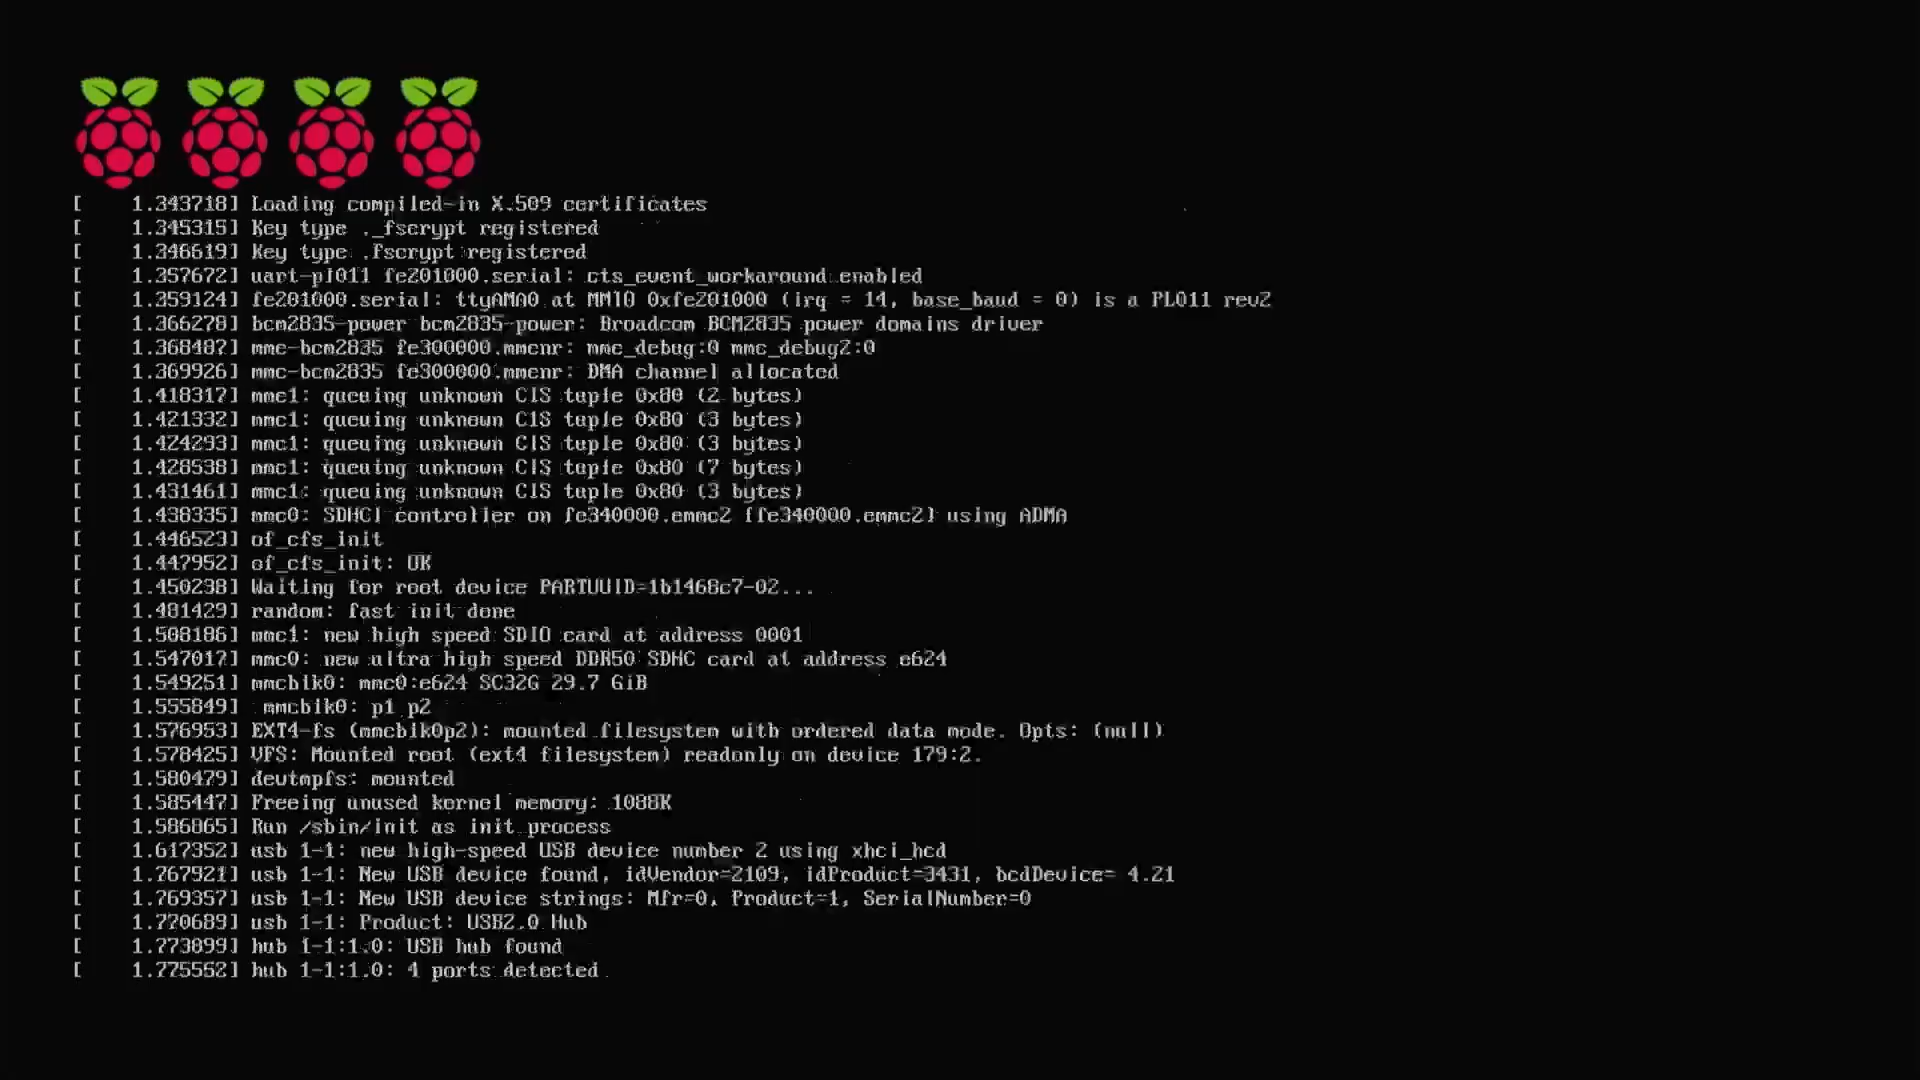 [    1.343718] Loading compiled-in X.509 certificates
[    1.345315] Key type ._fscrypt registered
[    1.346619] Key type .fscrypt registered
[    1.357672] uart-pl011 fe201000.serial: cts_event_workaround enabled
[    1.359124] fe201000.serial: ttyAMA0 at MMIO 0xfe201000 (irq = 14, base_baud = 0) is a PL011 rev2
[    1.366278] bcm2835-power bcm2835-power: Broadcom BCM2835 power domains driver
[    1.368487] mmc-bcm2835 fe300000.mmcnr: mmc_debug:0 mmc_debug2:0
[    1.369926] mmc-bcm2835 fe300000.mmcnr: DMA channel allocated
[    1.418317] mmc1: queuing unknown CIS tuple 0x80 (2 bytes)
[    1.421332] mmc1: queuing unknown CIS tuple 0x80 (3 bytes)
[    1.424293] mmc1: queuing unknown CIS tuple 0x80 (3 bytes)
[    1.428538] mmc1: queuing unknown CIS tuple 0x80 (7 bytes)
[    1.431461] mmc1: queuing unknown CIS tuple 0x80 (3 bytes)
[    1.438335] mmc0: SDHCI controller on fe340000.emmc2 [fe340000.emmc2] using ADMA
[    1.446523] of_cfs_init
[    1.447952] of_cfs_init: OK
[    1.450238] Waiting for root device PARTUUID=1b1468c7-02...
[    1.481429] random: fast init done
[    1.508186] mmc1: new high speed SDIO card at address 0001
[    1.547017] mmc0: new ultra high speed DDR50 SDHC card at address e624
[    1.549251] mmcblk0: mmc0:e624 SC32G 29.7 GiB
[    1.555849]  mmcblk0: p1 p2
[    1.576953] EXT4-fs (mmcblk0p2): mounted filesystem with ordered data mode. Opts: (null)
[    1.578425] VFS: Mounted root (ext4 filesystem) readonly on device 179:2.
[    1.580479] devtmpfs: mounted
[    1.585447] Freeing unused kernel memory: 1088K
[    1.586865] Run /sbin/init as init process
[    1.617352] usb 1-1: new high-speed USB device number 2 using xhci_hcd
[    1.767921] usb 1-1: New USB device found, idVendor=2109, idProduct=3431, bcdDevice= 4.21
[    1.769357] usb 1-1: New USB device strings: Mfr=0, Product=1, SerialNumber=0
[    1.770689] usb 1-1: Product: USB2.0 Hub
[    1.773899] hub 1-1:1.0: USB hub found
[    1.775562] hub 1-1:1.0: 4 ports detected